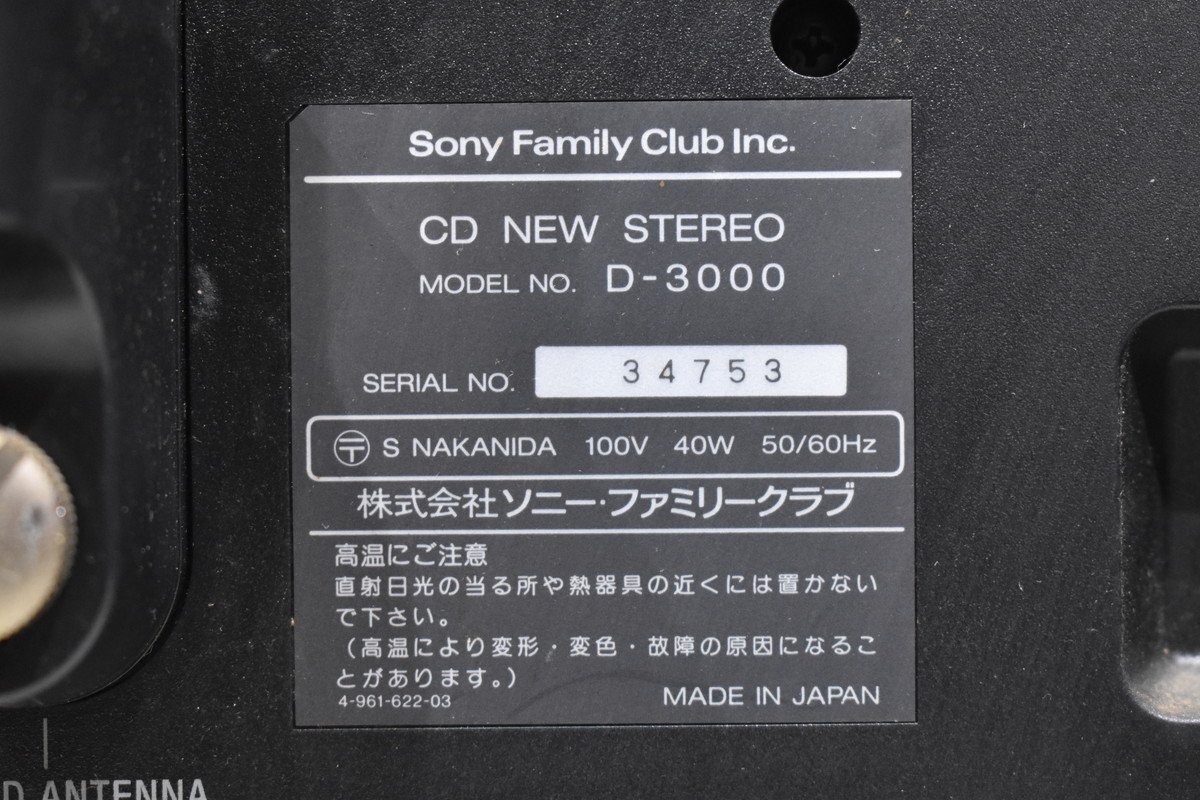 Sony Family Club Inc.
CD NEW STEREO
MODEL NO. D-3000
SERIAL NO. 34753
〶 S NAKANIDA 100V 40W 50/60Hz
株式会社ソニー・ファミリークラブ
高温にご注意
直射日光の当る所や熱器具の近くには置かない
で下さい。
(高温により変形・変色・故障の原因になるこ
とがあります。)
4-961-622-03
MADE IN JAPAN
D ANTENNA